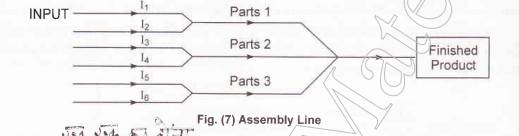 INPUT
I₁
I₂
I₃
I₄
I₅
I₆
Parts 1
Parts 2
Parts 3
Finished
Product
Fig. (7) Assembly Line